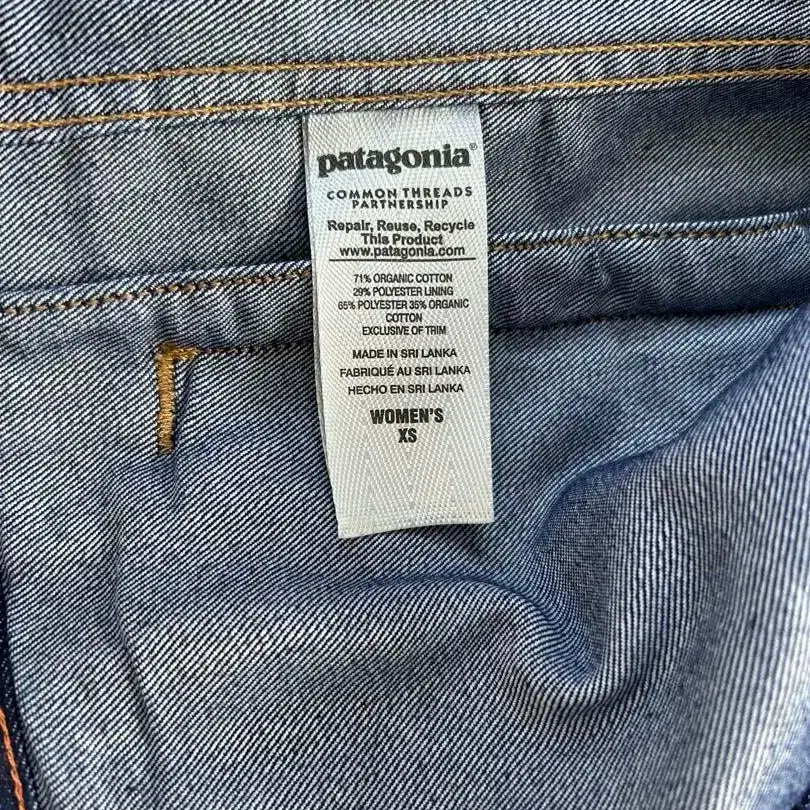 patagonia®
COMMON THREADS
PARTNERSHIP
Repair, Reuse, Recycle
This Product
www.patagonia.com
71% ORGANIC COTTON
29% POLYESTER LINING
65% POLYESTER 35% ORGANIC
COTTON
EXCLUSIVE OF TRIM
MADE IN SRI LANKA
FABRIQUÉ AU SRI LANKA
HECHO EN SRI LANKA
WOMEN'S
XS